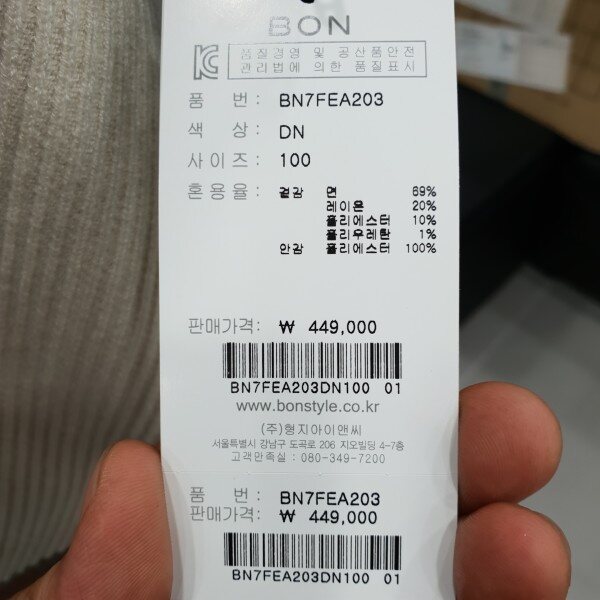 BON
품질경영 및 공산품안전
관리법에 의한 품질표시
품 번 : BN7FEA203
색 상 : DN
사이즈 : 100
혼용율 : 겉감 면 69%
레이온 20%
폴리에스터 10%
폴리우레탄 1%
안감 폴리에스터 100%
판매가격: ₩ 449,000
BN7FEA203DN100 01
www.bonstyle.co.kr
(주)형지아이앤씨
서울특별시 강남구 도곡로 206 지오빌딩 4-7층
고객만족실 : 080-349-7200
품 번 : BN7FEA203
판매가격: ₩ 449,000
BN7FEA203DN100 01